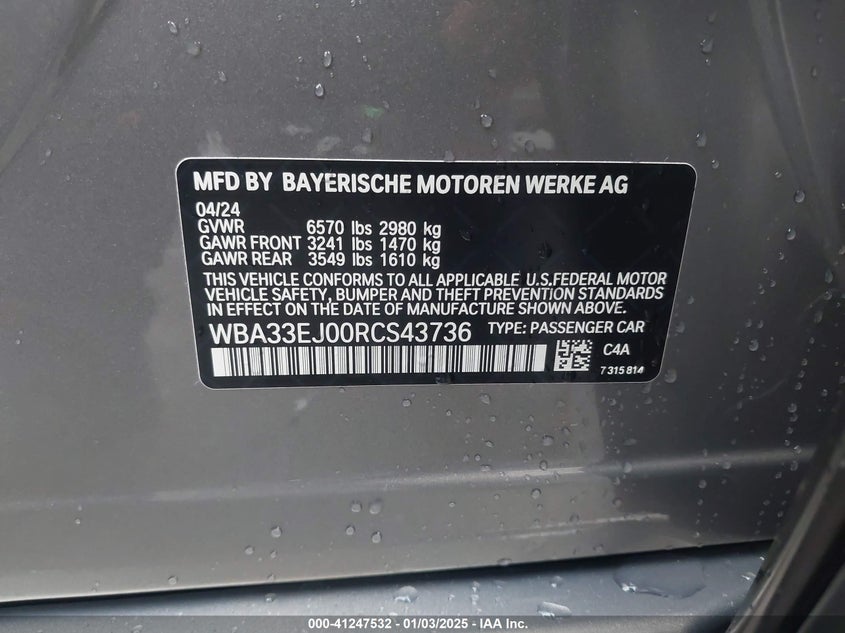 MFD BY BAYERISCHE MOTOREN WERKE AG
04/24
GVWR 6570 lbs 2980 kg
GAWR FRONT 3241 lbs 1470 kg
GAWR REAR 3549 lbs 1610 kg
THIS VEHICLE CONFORMS TO ALL APPLICABLE U.S.FEDERAL MOTOR
VEHICLE SAFETY, BUMPER AND THEFT PREVENTION STANDARDS
IN EFFECT ON THE DATE OF MANUFACTURE SHOWN ABOVE.
WBA33EJ00RCS43736 TYPE: PASSENGER CAR
C4A
7 315 814
000-41247532 - 01/03/2025 - IAA Inc.